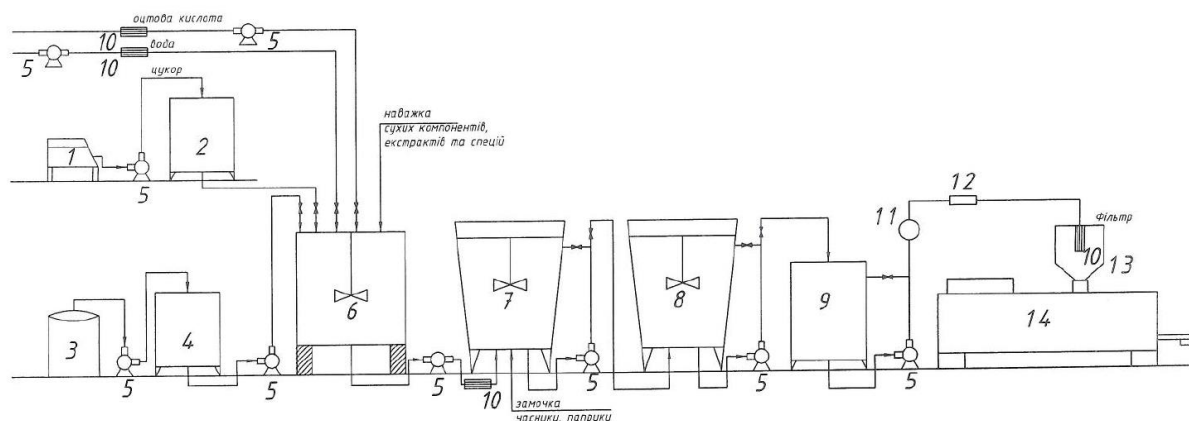 оцтова кислота
10
5
вода
5
10
цукор
1
5
2
наважка
сухих компонентів,
екстрактів та спецій
12
11
Фільтр
10
13
3
5
4
5
6
5
10
7
замочка
часники, паприки
5
8
5
9
5
14